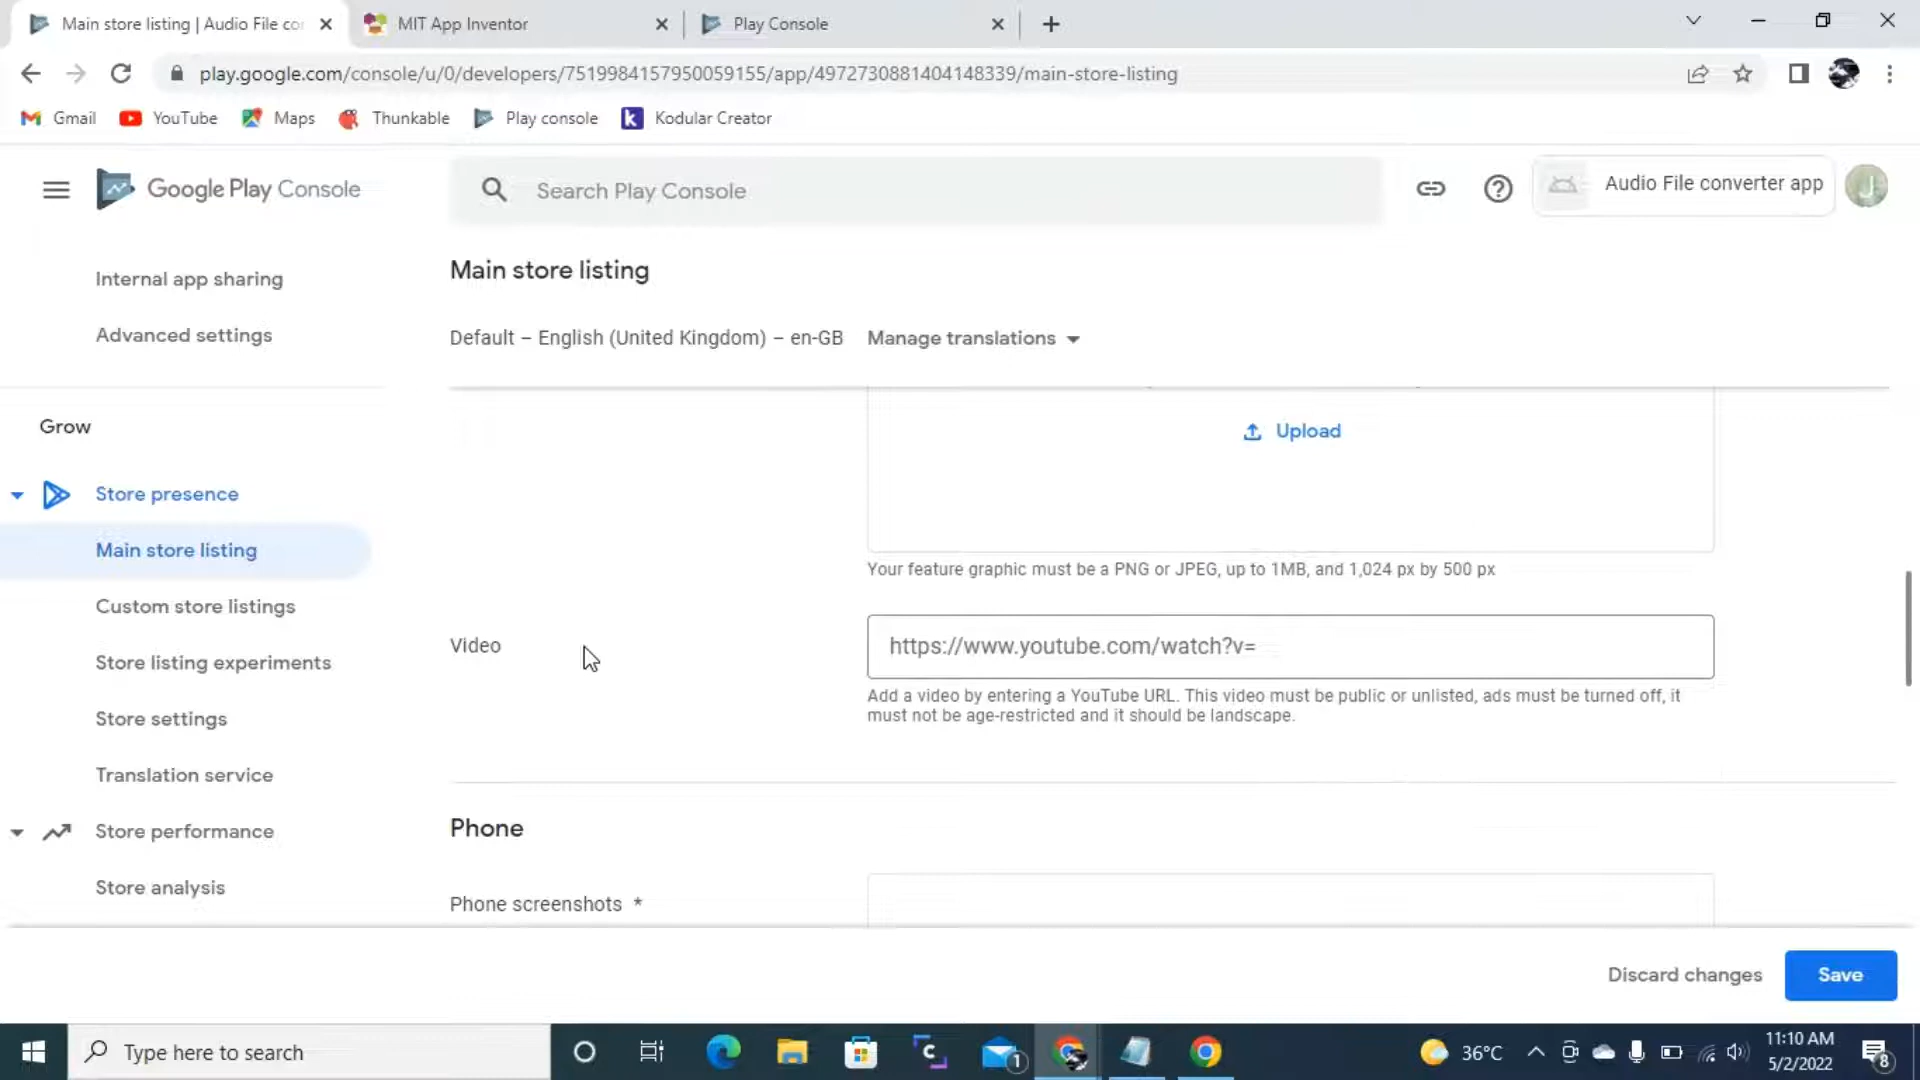 Main store listing | Audio File co
MIT App Inventor
Play Console
play.google.com/console/u/0/developers/7519984157950059155/app/4972730881404148339/main-store-listing
Gmail
YouTube
Maps
Thunkable
Play console
k
Kodular Creator
Google Play Console
Search Play Console
Audio File converter app
J
Internal app sharing
Advanced settings
Grow
Store presence
Main store listing
Custom store listings
Store listing experiments
Store settings
Translation service
Store performance
Store analysis
Main store listing
Default – English (United Kingdom) – en-GB
Manage translations
Upload
Your feature graphic must be a PNG or JPEG, up to 1MB, and 1,024 px by 500 px
Video
https://www.youtube.com/watch?v=
Add a video by entering a YouTube URL. This video must be public or unlisted, ads must be turned off, it
must not be age-restricted and it should be landscape.
Phone
Phone screenshots *
Discard changes
Save
Type here to search
1
36°C
11:10 AM
5/2/2022
8